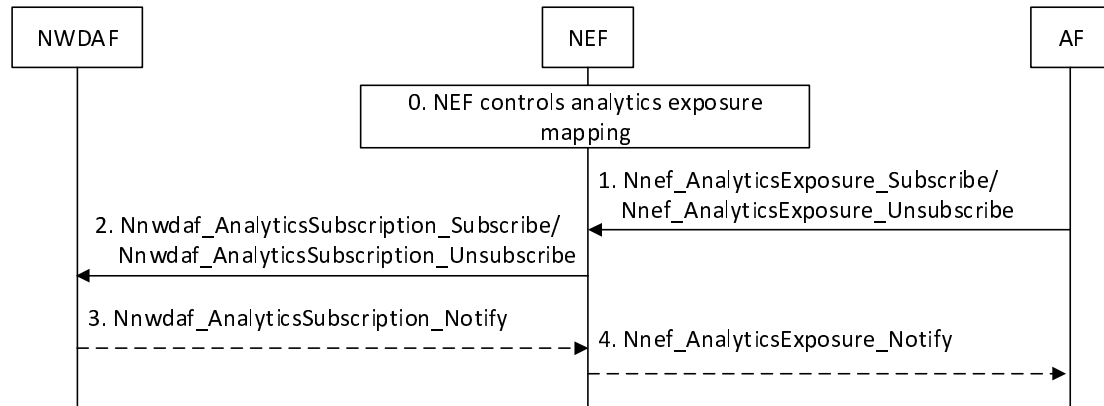 NWDAF
NEF
AF
0. NEF controls analytics exposure
mapping
1. Nnef_AnalyticsExposure_Subscribe/
Nnef_AnalyticsExposure_Unsubscribe
2. Nnwdaf_AnalyticsSubscription_Subscribe/
Nnwdaf_AnalyticsSubscription_Unsubscribe
3. Nnwdaf_AnalyticsSubscription_Notify
4. Nnef_AnalyticsExposure_Notify